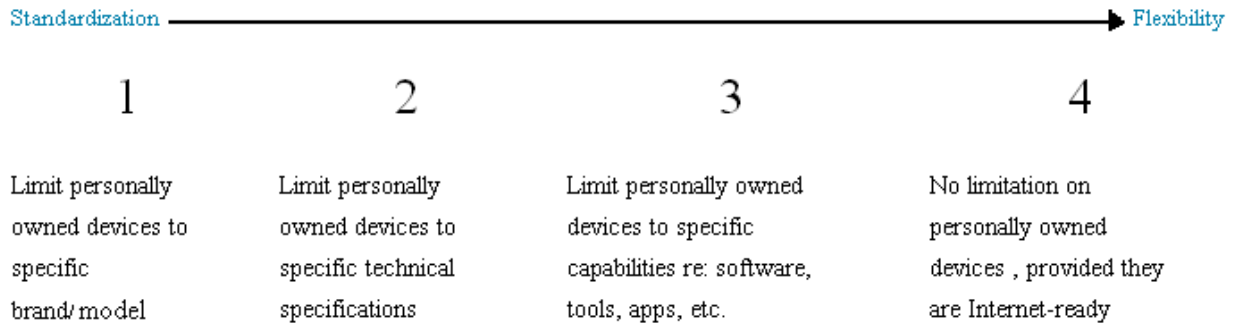 Standardization Flexibility
1 2 3 4
Limit personally
owned devices to
specific
brand/model
Limit personally
owned devices to
specific technical
specifications
Limit personally owned
devices to specific
capabilities re: software,
tools, apps, etc.
No limitation on
personally owned
devices , provided they
are Internet-ready